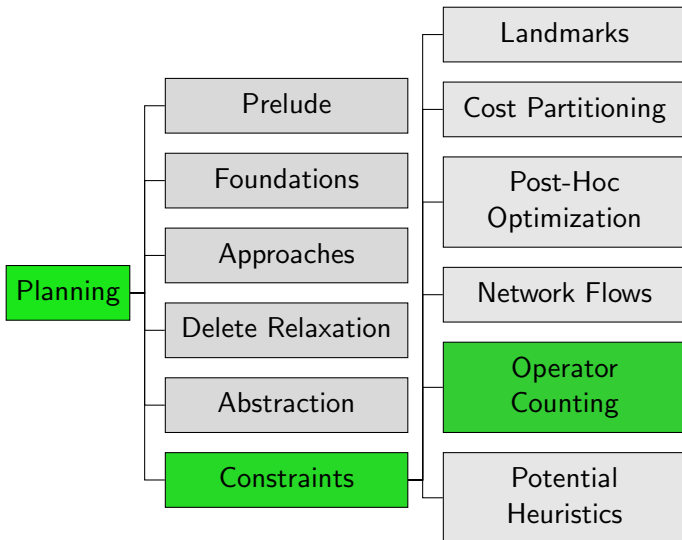 Planning
Prelude
Foundations
Approaches
Delete Relaxation
Abstraction
Constraints
Landmarks
Cost Partitioning
Post-Hoc
Optimization
Network Flows
Operator
Counting
Potential
Heuristics